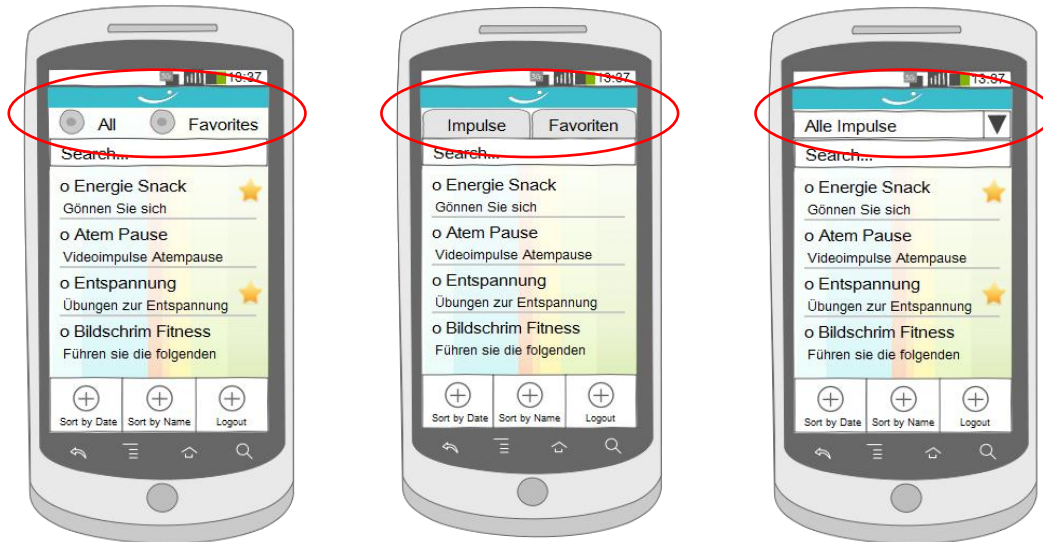 3G 13:37
All Favorites
Search...
o Energie Snack
Gönnen Sie sich
o Atem Pause
Videoimpulse Atempause
o Entspannung
Übungen zur Entspannung
o Bildschrim Fitness
Führen sie die folgenden
Sort by Date Sort by Name Logout
3G 13:37
Impulse Favoriten
Search...
o Energie Snack
Gönnen Sie sich
o Atem Pause
Videoimpulse Atempause
o Entspannung
Übungen zur Entspannung
o Bildschrim Fitness
Führen sie die folgenden
Sort by Date Sort by Name Logout
3G 13:37
Alle Impulse
Search...
o Energie Snack
Gönnen Sie sich
o Atem Pause
Videoimpulse Atempause
o Entspannung
Übungen zur Entspannung
o Bildschrim Fitness
Führen sie die folgenden
Sort by Date Sort by Name Logout